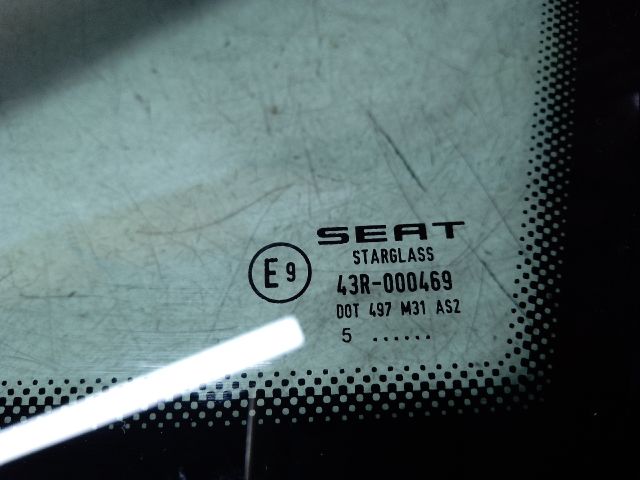 SEAT
STARGLASS
E9
43R-000469
DOT 497 M31 AS2
5 ......